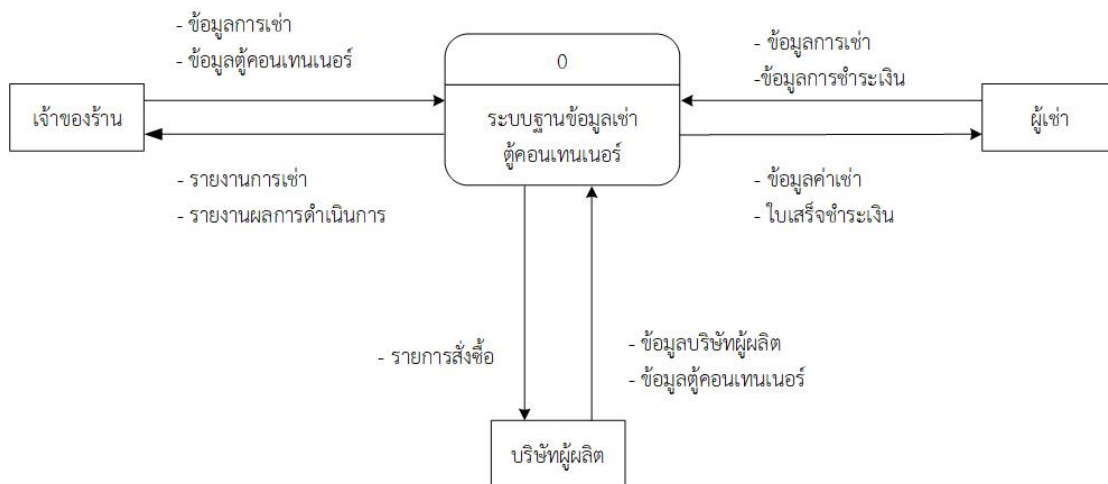 - ข้อมูลการเช่า
- ข้อมูลตู้คอนเทนเนอร์
0
- ข้อมูลการเช่า
-ข้อมูลการชำระเงิน
เจ้าของร้าน
ระบบฐานข้อมูลเช่า
ตู้คอนเทนเนอร์
ผู้เช่า
- รายงานการเช่า
- รายงานผลการดำเนินการ
- ข้อมูลค่าเช่า
- ใบเสร็จชำระเงิน
- รายการสั่งซื้อ
- ข้อมูลบริษัทผู้ผลิต
- ข้อมูลตู้คอนเทนเนอร์
บริษัทผู้ผลิต